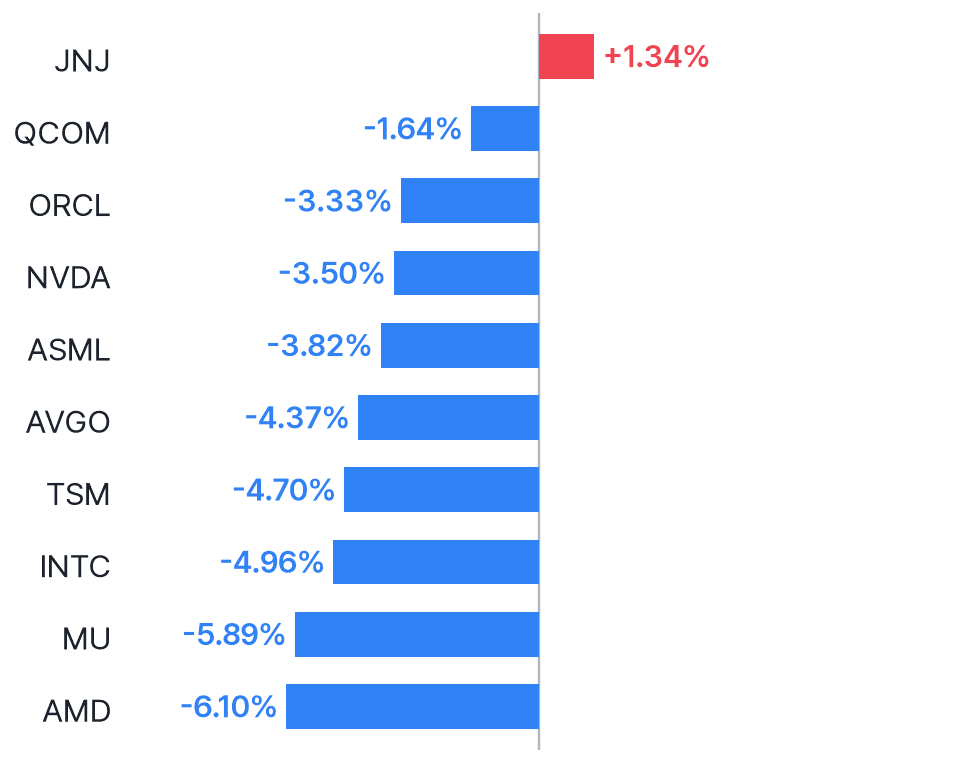 JNJ +1.34%
QCOM -1.64%
ORCL -3.33%
NVDA -3.50%
ASML -3.82%
AVGO -4.37%
TSM -4.70%
INTC -4.96%
MU -5.89%
AMD -6.10%